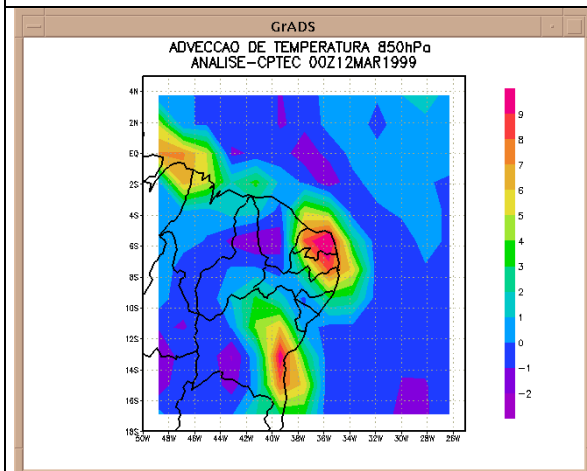 GrADS
ADVECCAO DE TEMPERATURA 850hPa
ANALISE-CPTEC 00Z12MAR1999
4N
2N
EQ
2S
4S
6S
8S
10S
12S
14S
16S
18S
50W 48W 46W 44W 42W 40W 38W 36W 34W 32W 30W 28W 26W
9
8
7
6
5
4
3
2
1
0
-1
-2